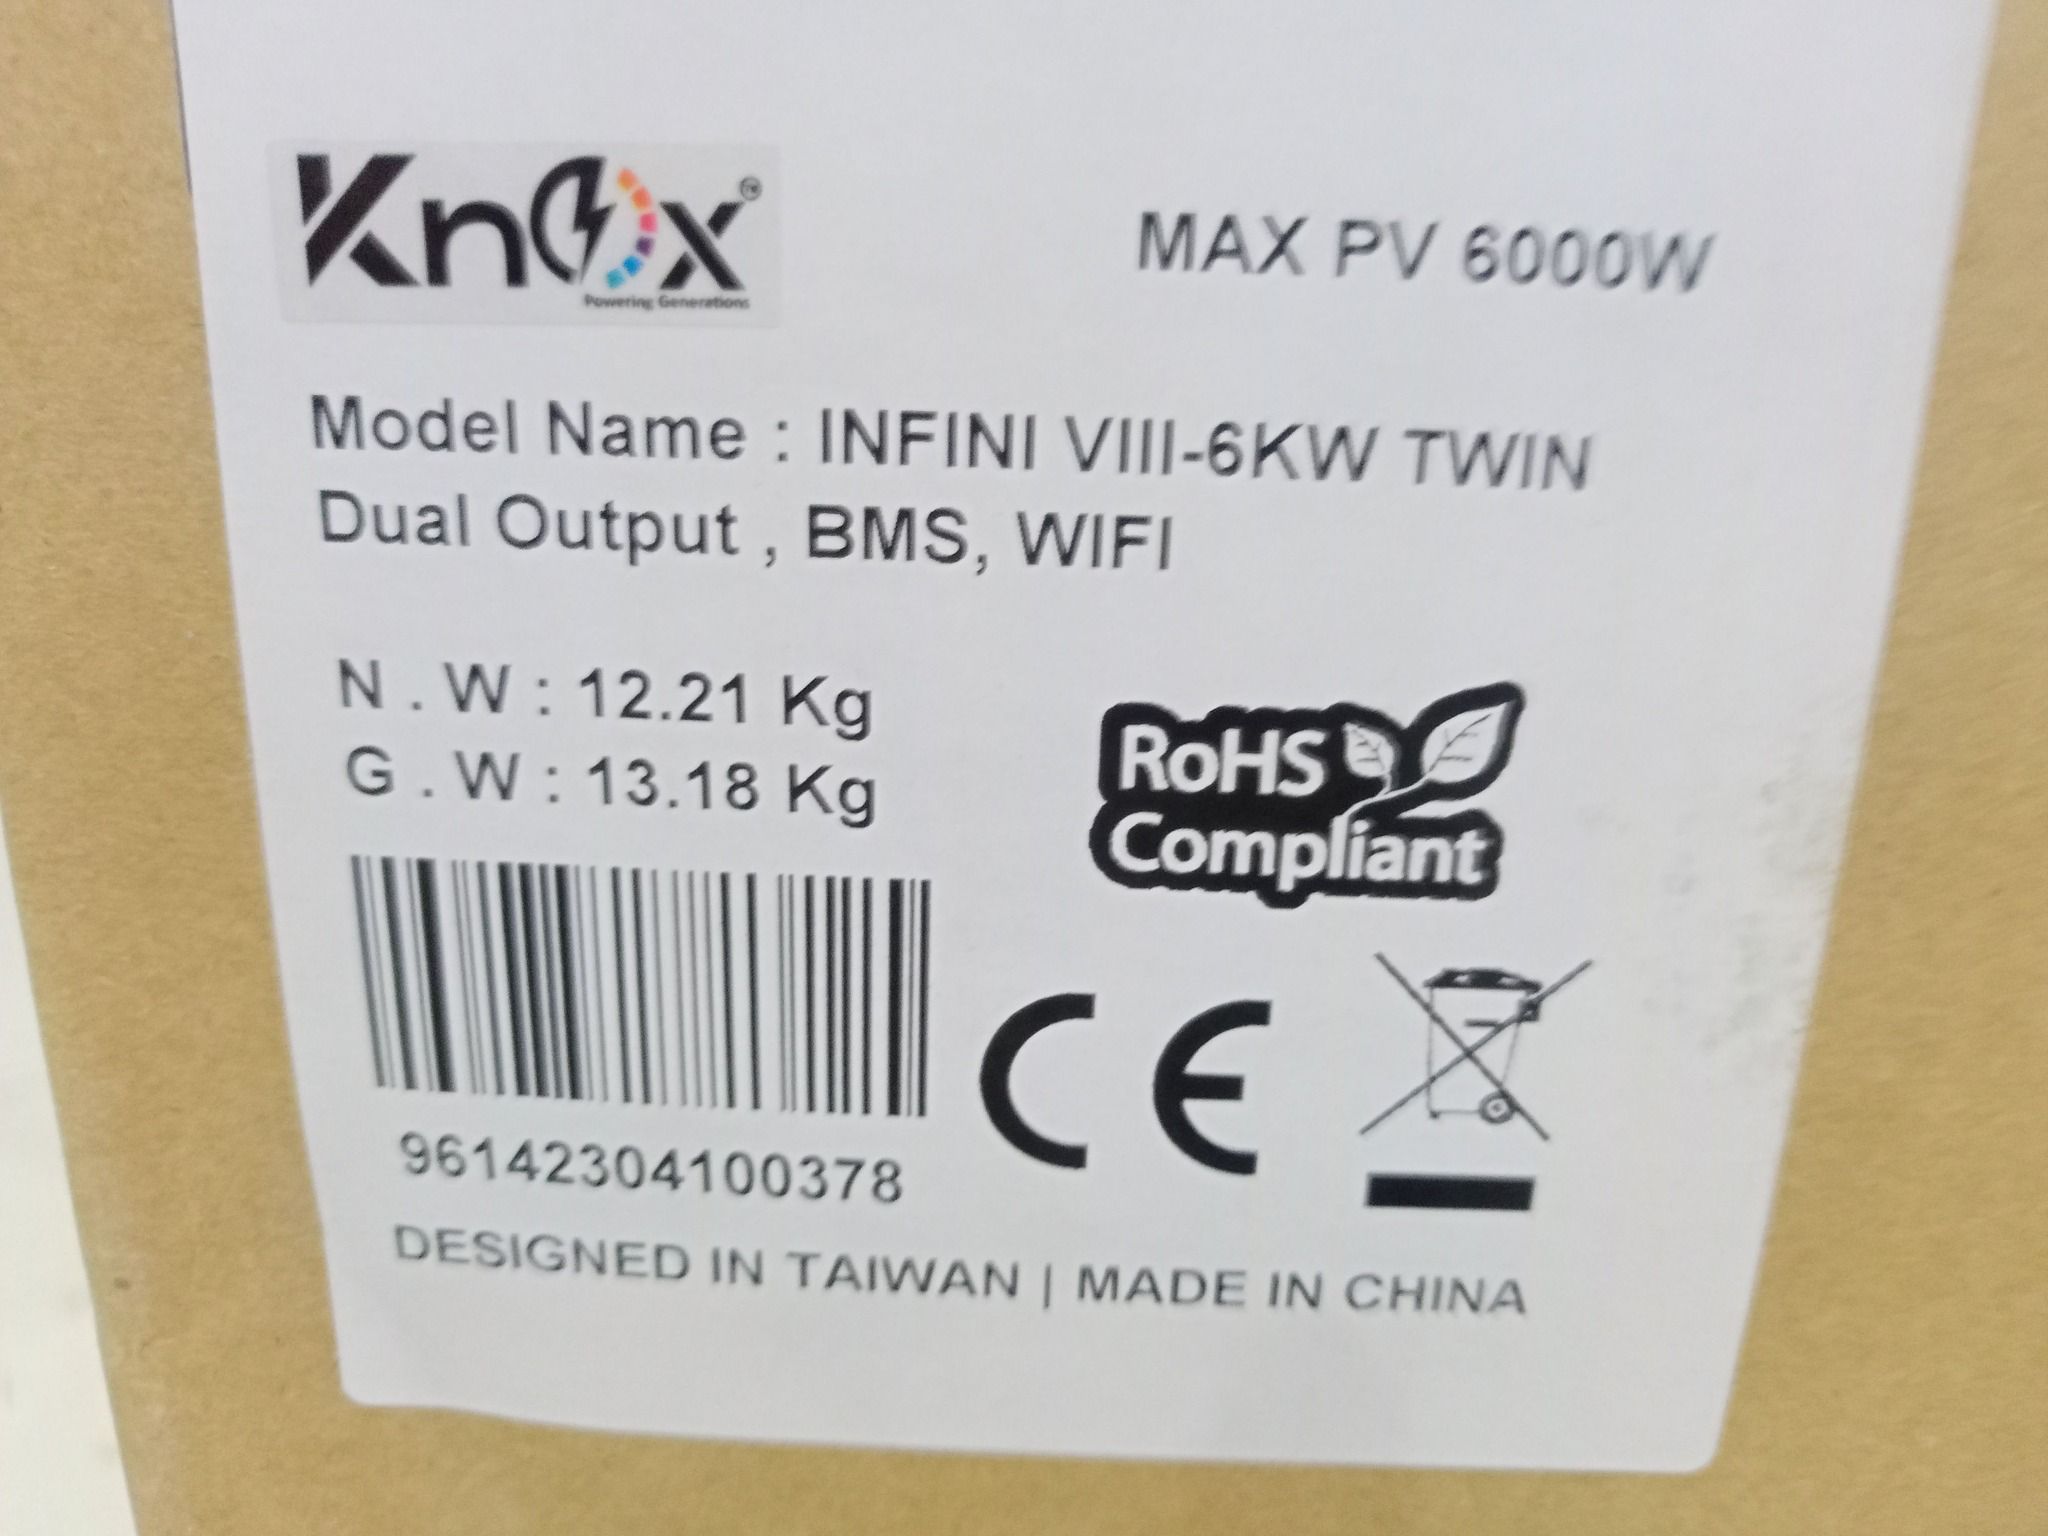 Knox
Powering Generations
MAX PV 6000W
Model Name : INFINI VIII-6KW TWIN
Dual Output , BMS, WIFI
N . W : 12.21 Kg
G . W : 13.18 Kg
RoHS
Compliant
96142304100378
CE
DESIGNED IN TAIWAN | MADE IN CHINA